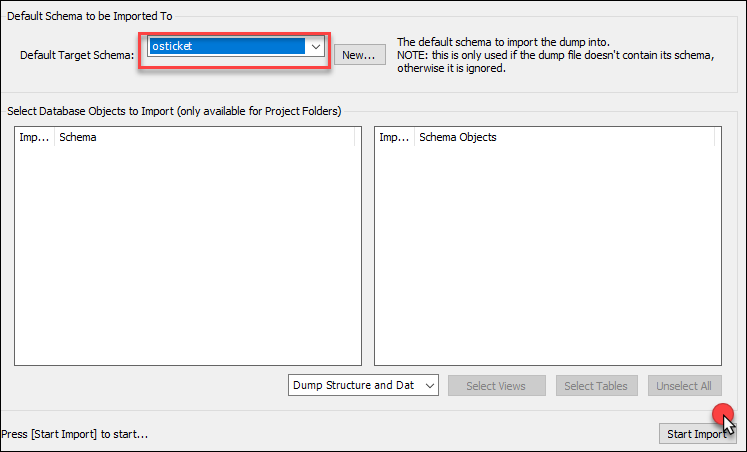 Default Schema to be Imported To
Default Target Schema: osticket New...
The default schema to import the dump into.
NOTE: this is only used if the dump file doesn't contain its schema,
otherwise it is ignored.
Select Database Objects to Import (only available for Project Folders)
Imp... Schema
Imp... Schema Objects
Dump Structure and Dat Select Views Select Tables Unselect All
Press [Start Import] to start...
Start Import